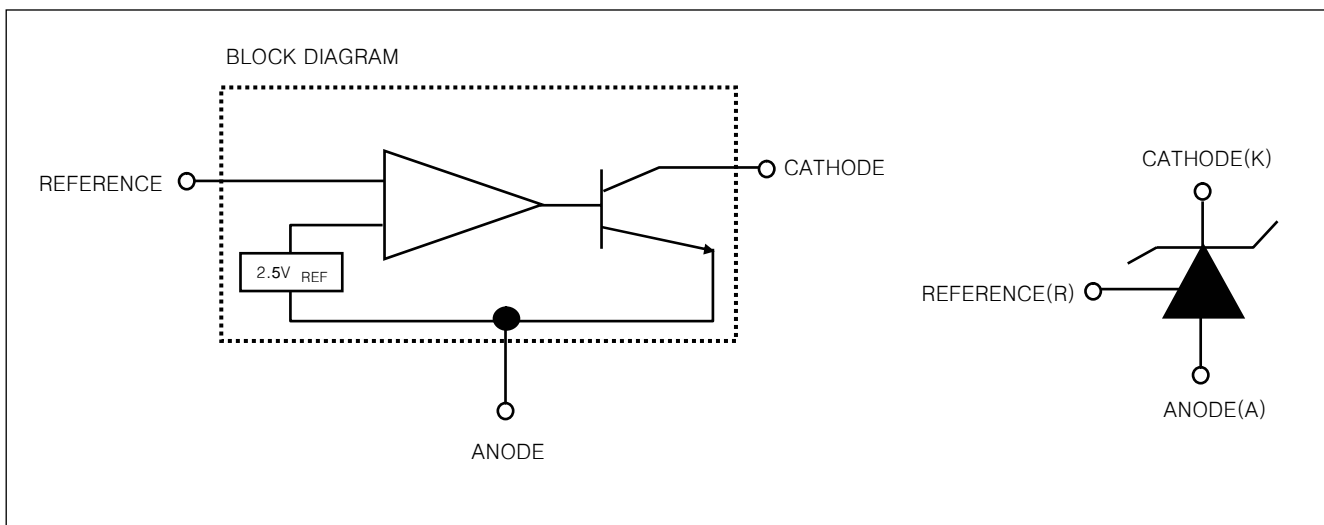 BLOCK DIAGRAM
REFERENCE
CATHODE
2.5V REF
ANODE
CATHODE(K)
REFERENCE(R)
ANODE(A)